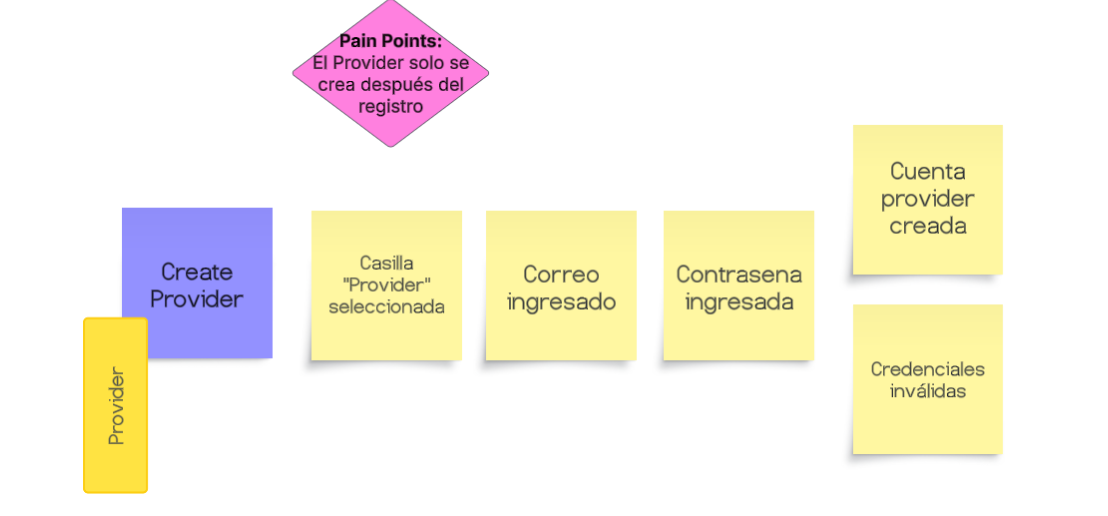 Pain Points:
El Provider solo se
crea después del
registro
Create
Provider
Provider
Casilla
"Provider"
seleccionada
Correo
ingresado
Contrasena
ingresada
Cuenta
provider
creada
Credenciales
inválidas